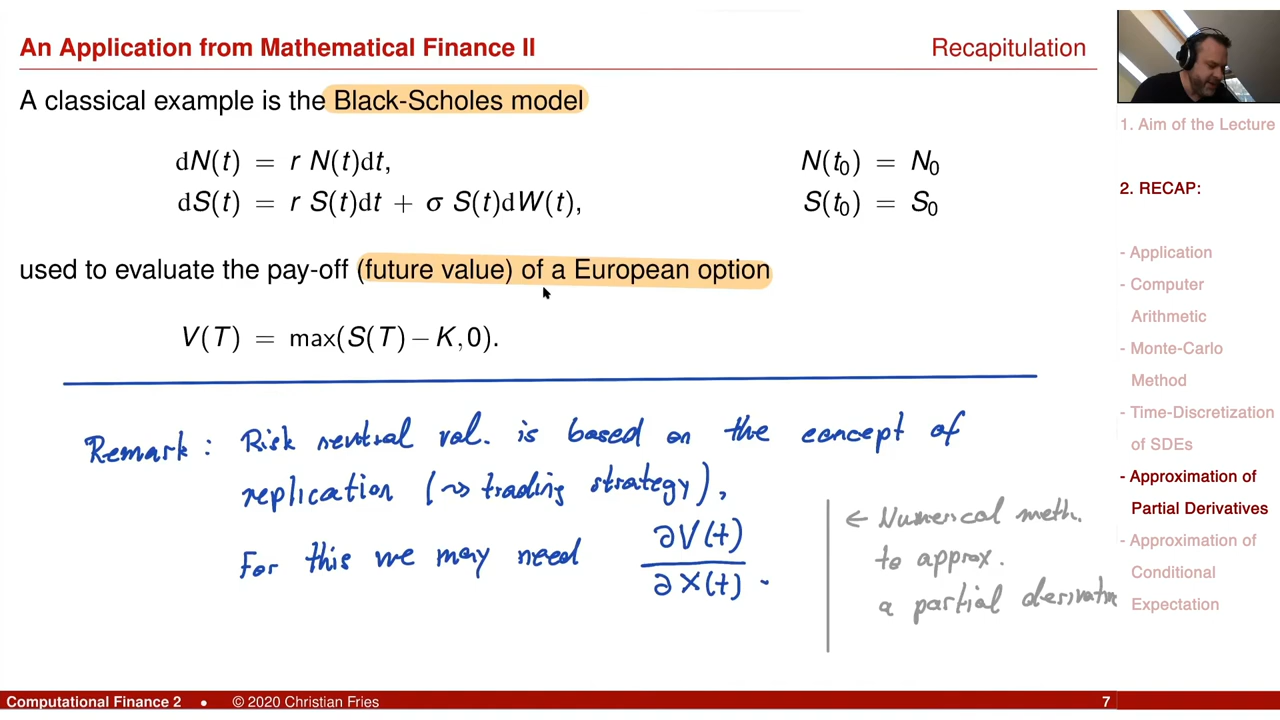 An Application from Mathematical Finance II
Recapitulation
A classical example is the Black-Scholes model
dN(t) = r N(t)dt, N(t₀) = N₀
dS(t) = r S(t)dt + σ S(t)dW(t), S(t₀) = S₀
used to evaluate the pay-off (future value) of a European option
V(T) = max(S(T) − K, 0).
Remark: Risk neutral val. is based on the concept of
replication (⇝ trading strategy),
For this we may need ∂V(t)
∂X(t) .
← Numerical meth.
to approx.
a partial derivative
1. Aim of the Lecture
2. RECAP:
- Application
- Computer
Arithmetic
- Monte-Carlo
Method
- Time-Discretization
of SDEs
- Approximation of
Partial Derivatives
- Approximation of
Conditional
Expectation
Computational Finance 2 • © 2020 Christian Fries 7